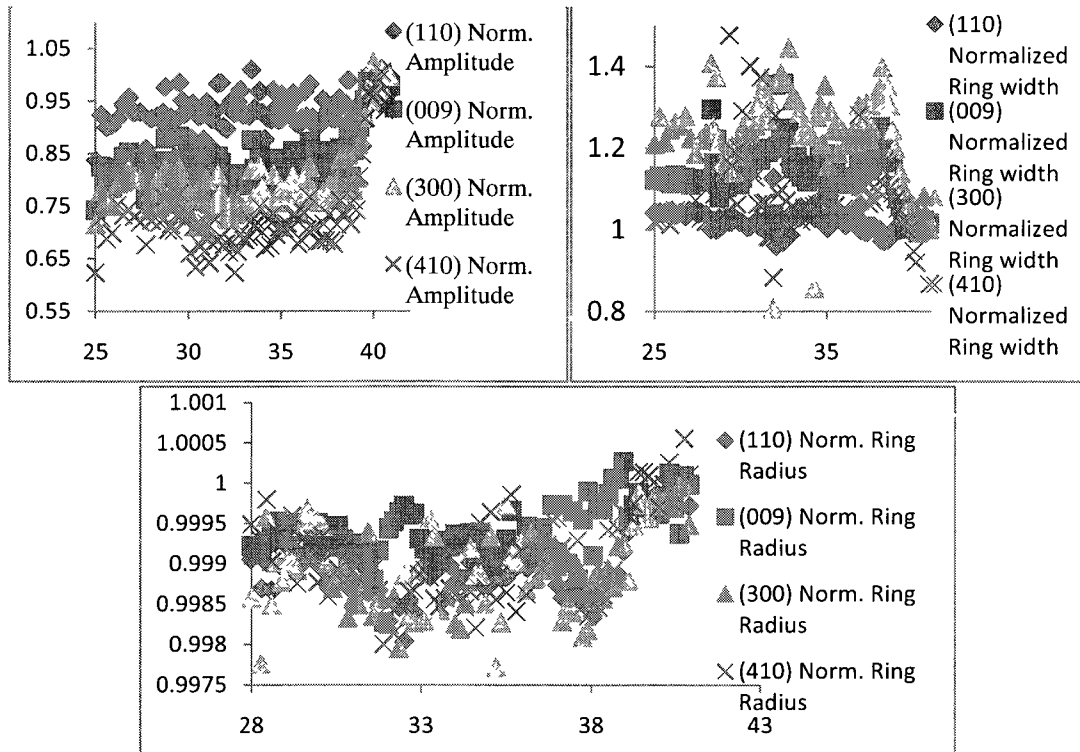 1.05
0.95
0.85
0.75
0.65
0.55
25
30
35
40
(110) Norm.
Amplitude
(009) Norm.
Amplitude
(300) Norm.
Amplitude
(410) Norm.
Amplitude
1.4
1.2
1
0.8
25
35
(110)
Normalized
Ring width
(009)
Normalized
Ring width
(300)
Normalized
Ring width
(410)
Normalized
Ring width
1.001
1.0005
1
0.9995
0.999
0.9985
0.998
0.9975
28
33
38
43
(110) Norm. Ring
Radius
(009) Norm. Ring
Radius
(300) Norm. Ring
Radius
(410) Norm. Ring
Radius